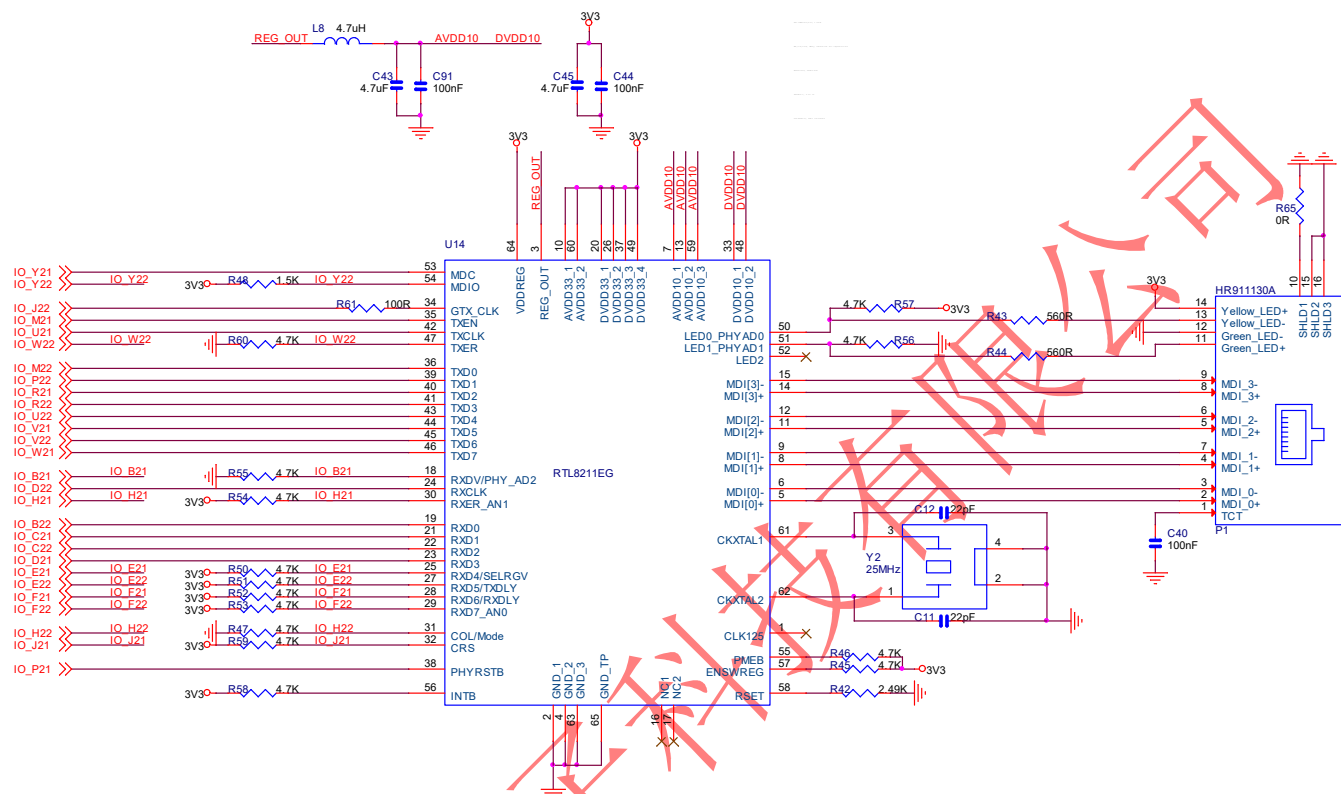 3V3
L8 4.7uH
REG_OUT AVDD10 DVDD10
C43 4.7uF C91 100nF C45 4.7uF C44 100nF
3V3 3V3
REG_OUT AVDD10 AVDD10 AVDD10 DVDD10 DVDD10
R65 0R
U14
64 3 10 60 20 26 37 49 7 13 59 33 48
VDDREG REG_OUT AVDD33_1 AVDD33_2 DVDD33_1 DVDD33_2 DVDD33_3 DVDD33_4 AVDD10_1 AVDD10_2 AVDD10_3 DVDD10_1 DVDD10_2
10 15 16
SHLD1 SHLD2 SHLD3
HR911130A
IO_Y21 53 MDC
IO_Y22 IO_Y22 3V3 R48 1.5K IO_Y22 54 MDIO
IO_J22 R61 100R 34 GTX_CLK
IO_M21 35 TXEN
IO_U21 42 TXCLK
IO_W22 IO_W22 R60 4.7K IO_W22 47 TXER
IO_M22 36 TXD0
IO_P22 39 TXD1
IO_R21 40 TXD2
IO_R22 41 TXD3
IO_U22 43 TXD4
IO_V21 44 TXD5
IO_V22 45 TXD6
IO_W21 46 TXD7
IO_B21 IO_B21 R55 4.7K IO_B21 18 RXDV/PHY_AD2
IO_D22 24 RXCLK
IO_H21 IO_H21 3V3 R54 4.7K IO_H21 30 RXER_AN1
RTL8211EG
IO_B22 19 RXD0
IO_C21 21 RXD1
IO_C22 22 RXD2
IO_D21 23 RXD3
IO_E21 IO_E21 3V3 R50 4.7K IO_E21 25 RXD4/SELRGV
IO_E22 IO_E22 3V3 R51 4.7K IO_E22 27 RXD5/TXDLY
IO_F21 IO_F21 3V3 R52 4.7K IO_F21 28 RXD6/RXDLY
IO_F22 IO_F22 3V3 R53 4.7K IO_F22 29 RXD7_AN0
IO_H22 IO_H22 R47 4.7K IO_H22 31 COL/Mode
IO_J21 IO_J21 3V3 R59 4.7K IO_J21 32 CRS
IO_P21 38 PHYRSTB
3V3 R58 4.7K 56 INTB
GND_1 GND_2 GND_3 GND_TP NC1 NC2
2 4 63 65 16 17
LED0_PHYAD0 50 4.7K R57 3V3
LED1_PHYAD1 51 4.7K R56
LED2 52
R43 560R
R44 560R
3V3
14 Yellow_LED+
13 Yellow_LED-
12 Green_LED-
11 Green_LED+
MDI[3]- 15 9 MDI_3-
MDI[3]+ 14 8 MDI_3+
MDI[2]- 12 6 MDI_2-
MDI[2]+ 11 5 MDI_2+
MDI[1]- 9 7 MDI_1-
MDI[1]+ 8 4 MDI_1+
MDI[0]- 6 3 MDI_0-
MDI[0]+ 5 2 MDI_0+
1 TCT
P1
C40 100nF
C12 22pF
CKXTAL1 61 3 4
Y2 25MHz
CKXTAL2 62 1 2
C11 22pF
CLK125 1
PMEB 55 R46 4.7K
ENSWREG 57 R45 4.7K 3V3
RSET 58 R42 2.49K
科技有限公司